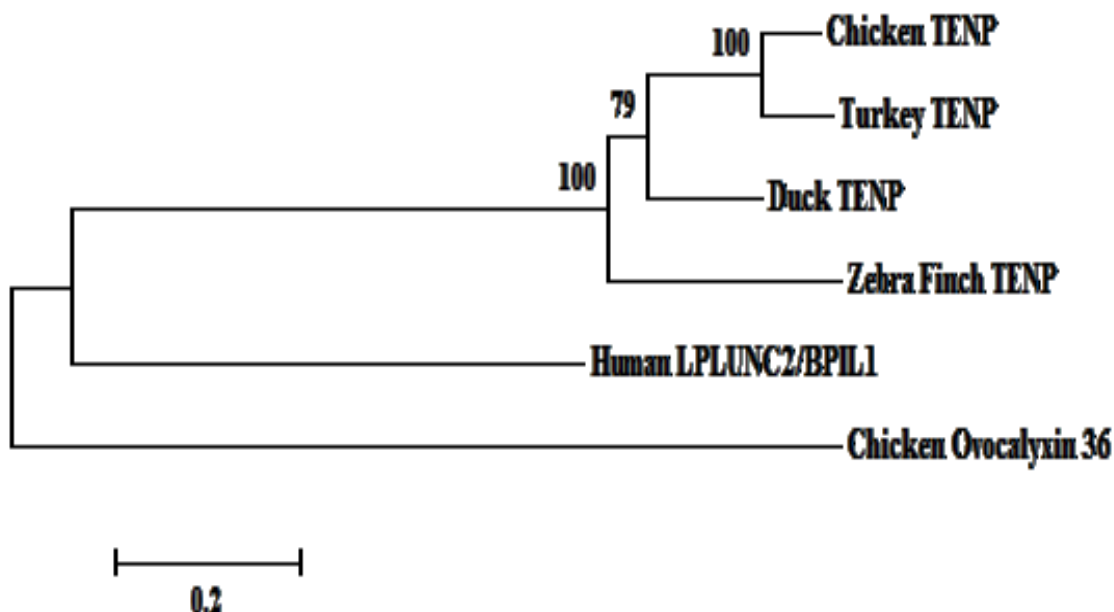 Chicken TENP
100
Turkey TENP
79
100
Duck TENP
Zebra Finch TENP
Human LPLUNC2/BPIL1
Chicken Ovocalyxin 36
0.2